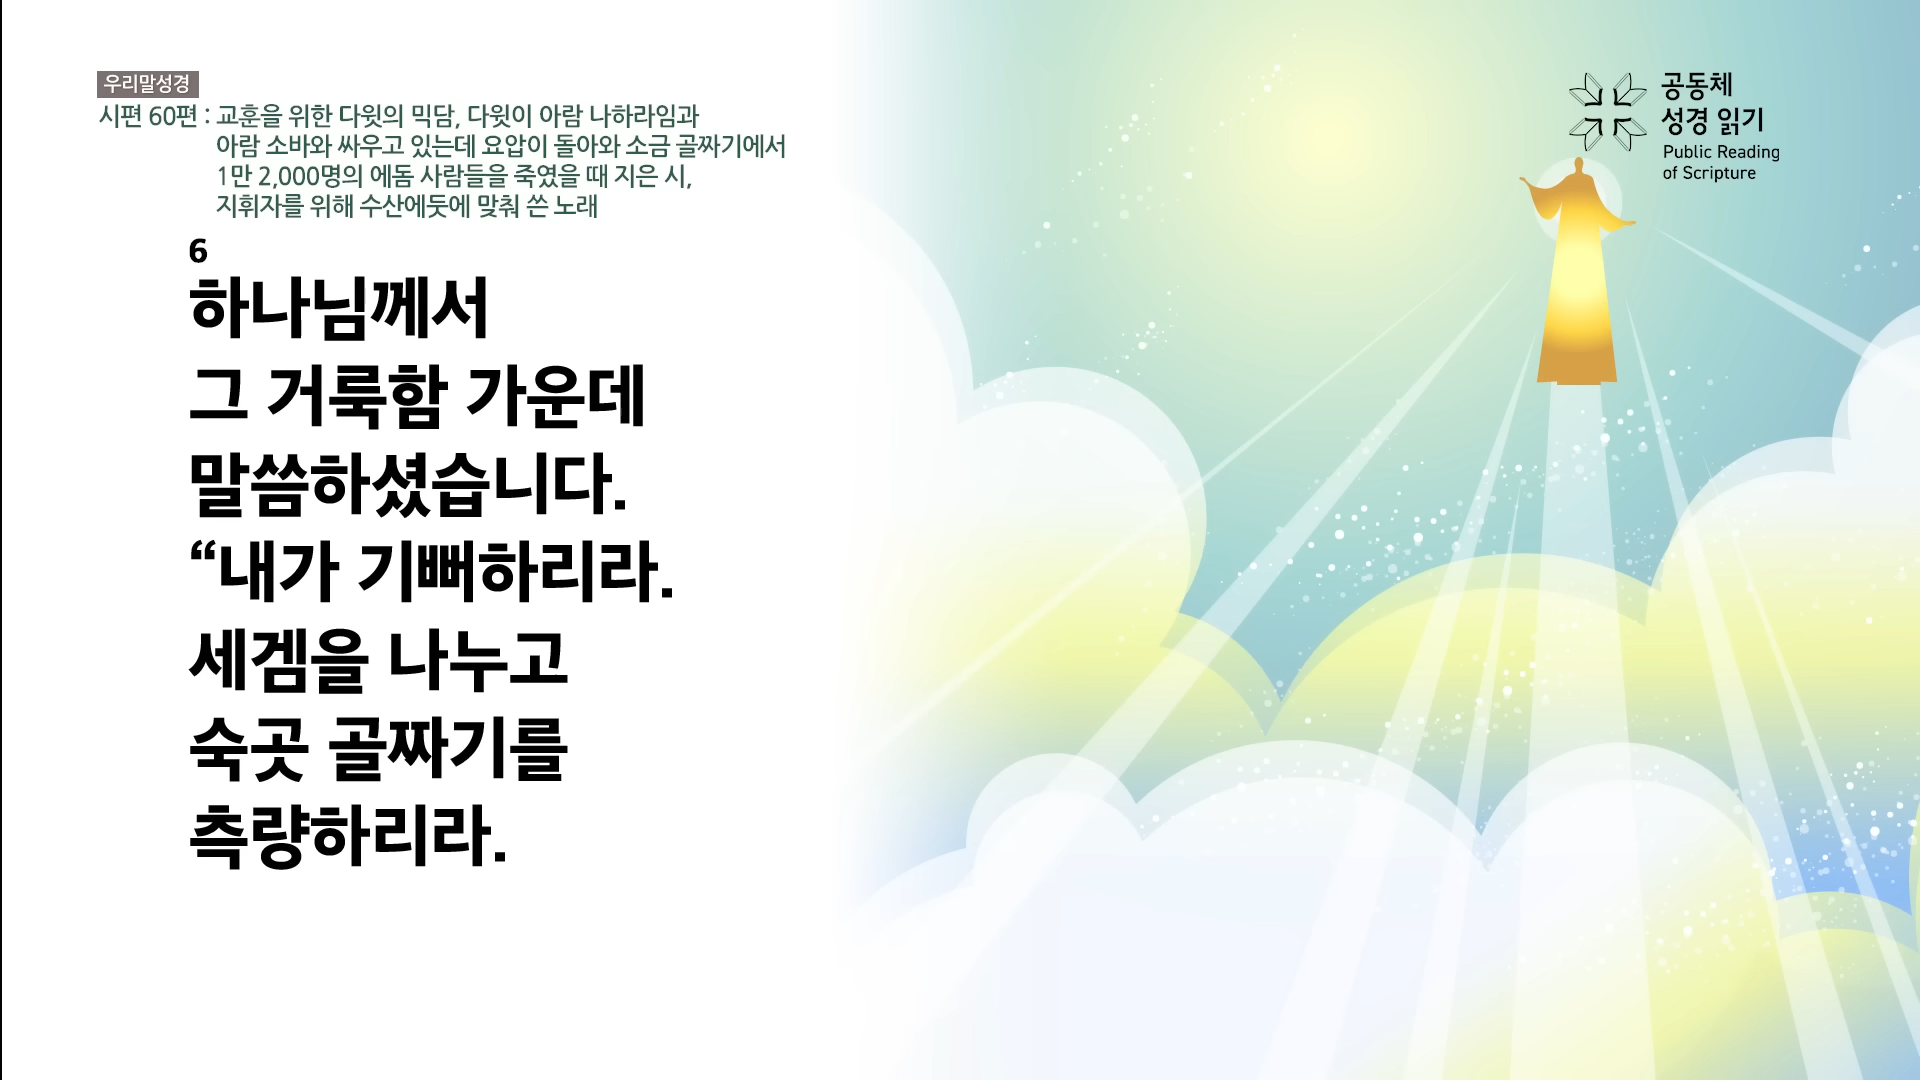 우리말성경
시편 60편 : 교훈을 위한 다윗의 믹담, 다윗이 아람 나하라임과
아람 소바와 싸우고 있는데 요압이 돌아와 소금 골짜기에서
1만 2,000명의 에돔 사람들을 죽였을 때 지은 시,
지휘자를 위해 수산에둣에 맞춰 쓴 노래
6
하나님께서
그 거룩함 가운데
말씀하셨습니다.
“내가 기뻐하리라.
세겜을 나누고
숙곳 골짜기를
측량하리라.
공동체
성경 읽기
Public Reading
of Scripture